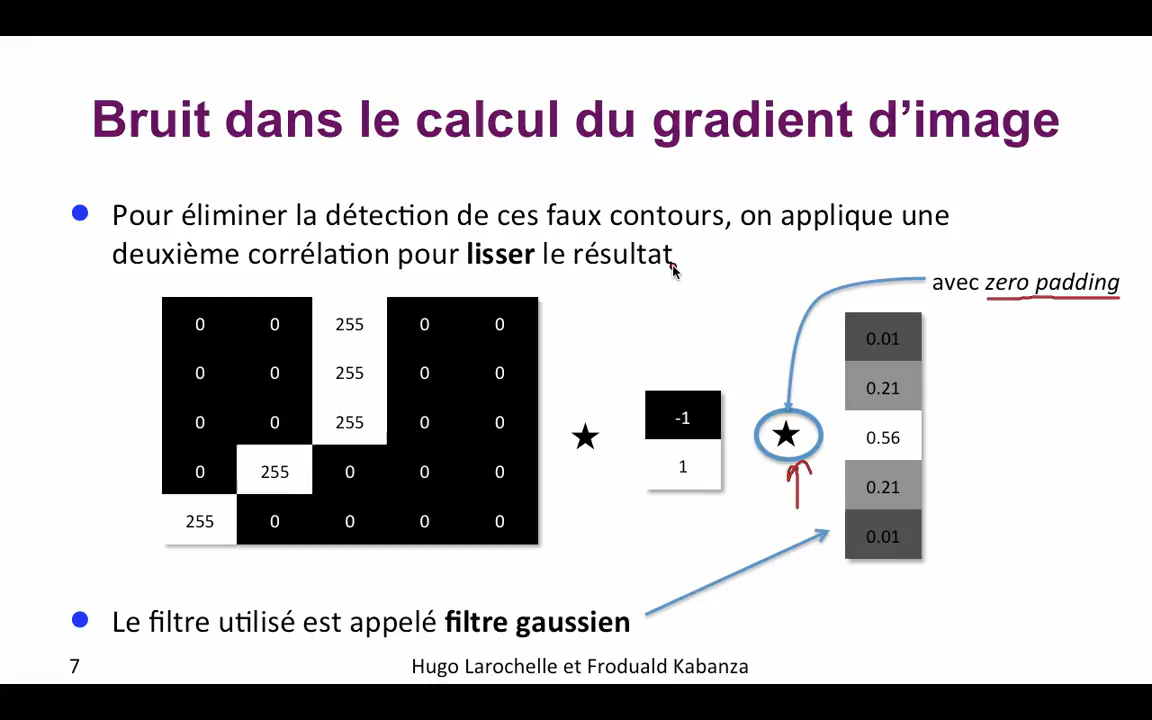 Bruit dans le calcul du gradient d’image
Pour éliminer la détection de ces faux contours, on applique une
deuxième corrélation pour lisser le résultat
avec zero padding
0 0 255 0 0
0 0 255 0 0
0 0 255 0 0
0 255 0 0 0
255 0 0 0 0
-1
1
0.01
0.21
0.56
0.21
0.01
Le filtre utilisé est appelé filtre gaussien
7
Hugo Larochelle et Froduald Kabanza